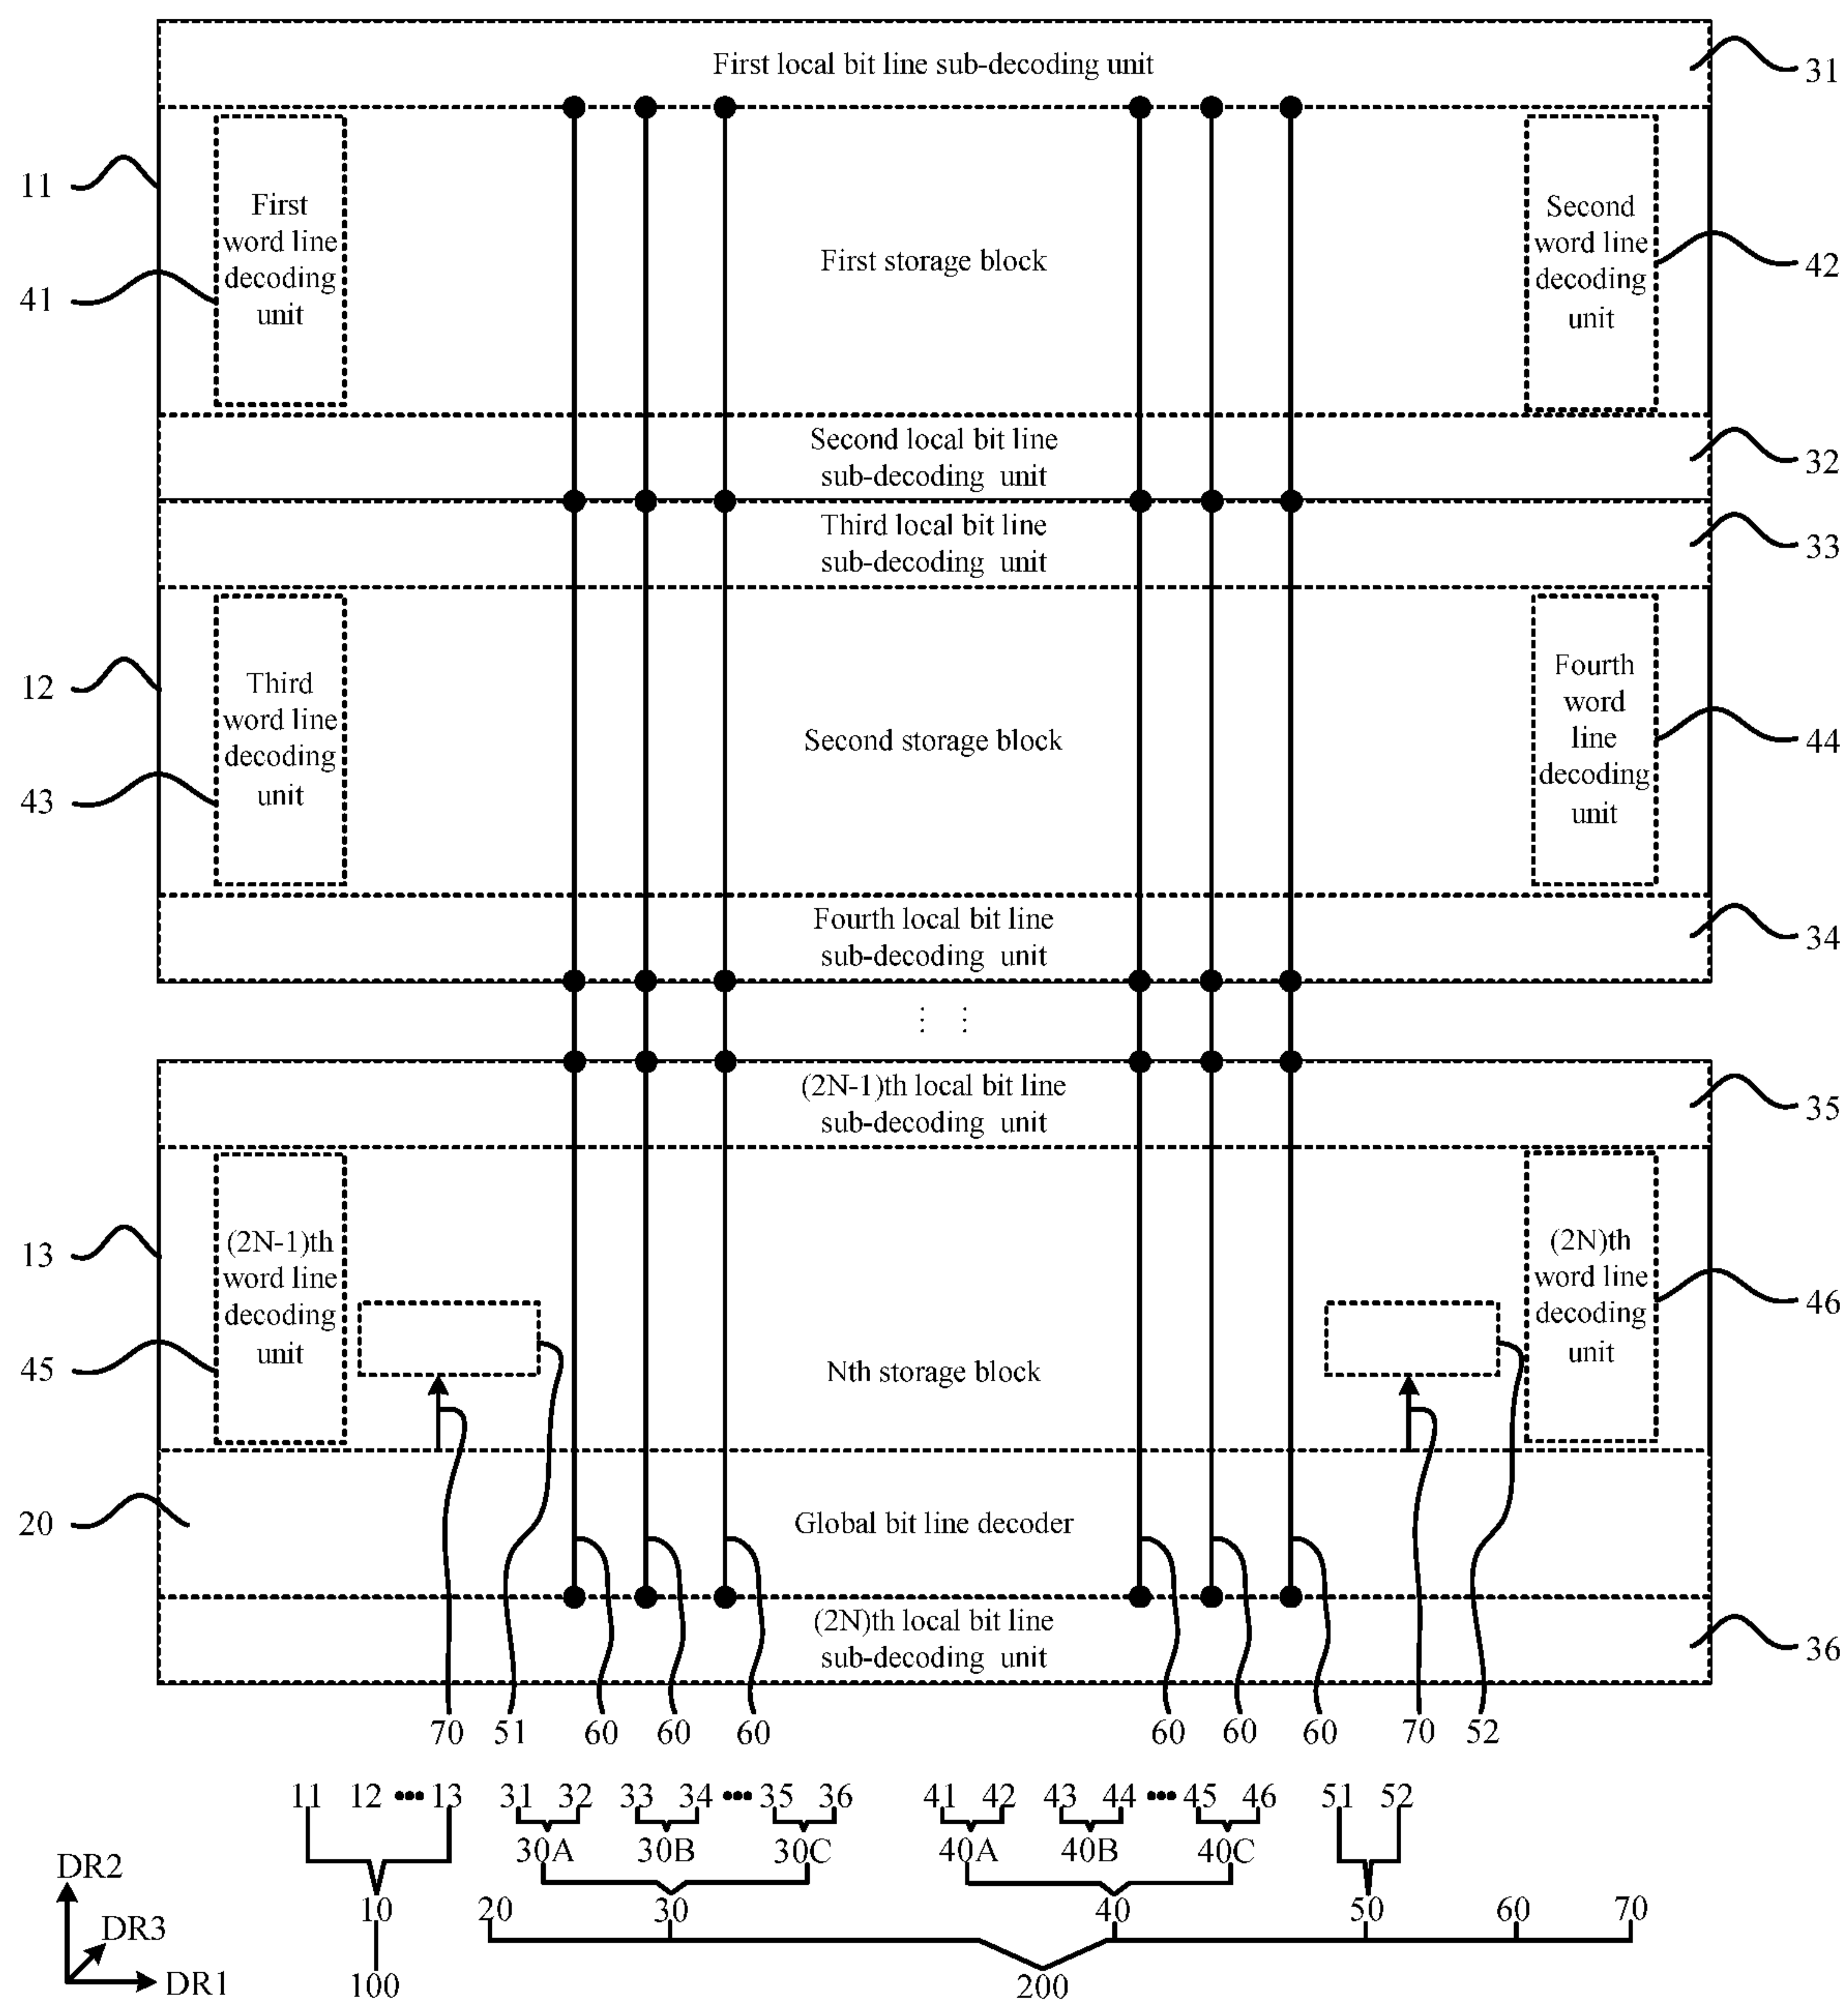 First local bit line sub-decoding unit
31
11
First
word line
decoding
unit
41
First storage block
Second
word line
decoding
unit
42
Second local bit line
sub-decoding unit
32
Third local bit line
sub-decoding unit
33
12
Third
word line
decoding
unit
43
Second storage block
Fourth
word
line
decoding
unit
44
Fourth local bit line
sub-decoding unit
34
⋮ ⋮
(2N-1)th local bit line
sub-decoding unit
35
13
(2N-1)th
word line
decoding
unit
45
Nth storage block
(2N)th
word line
decoding
unit
46
20
Global bit line decoder
(2N)th local bit line
sub-decoding unit
36
70 51 60 60 60 60 60 60 70 52
11 12 ••• 13 31 32 33 34 ••• 35 36 41 42 43 44 ••• 45 46 51 52
30A 30B 30C 40A 40B 40C
DR2
10 20 30 40 50 60 70
DR3
DR1 100 200